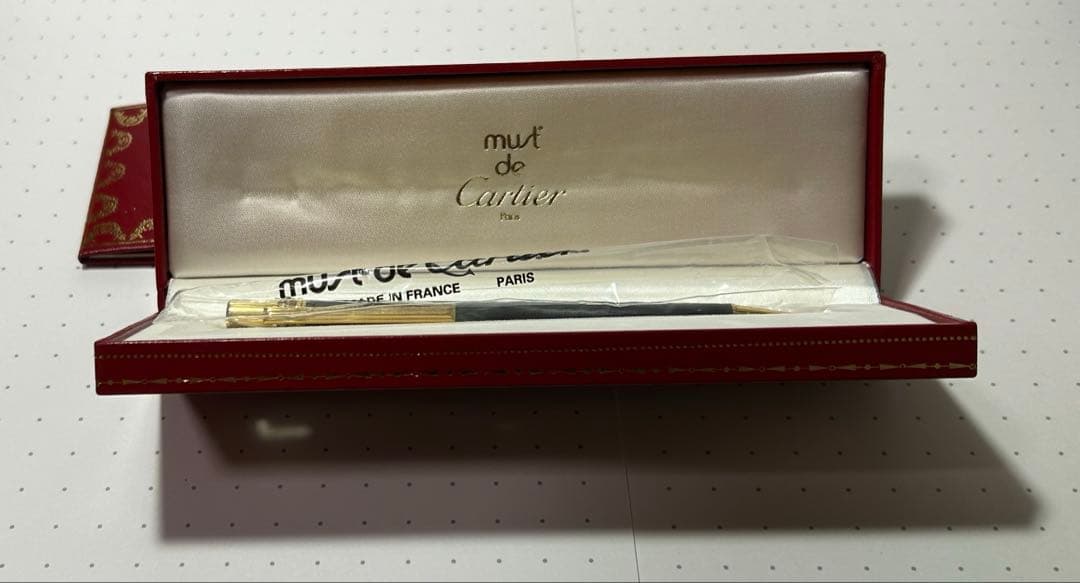 must
de
Cartier
Paris
must de Cartier
MADE IN FRANCE PARIS